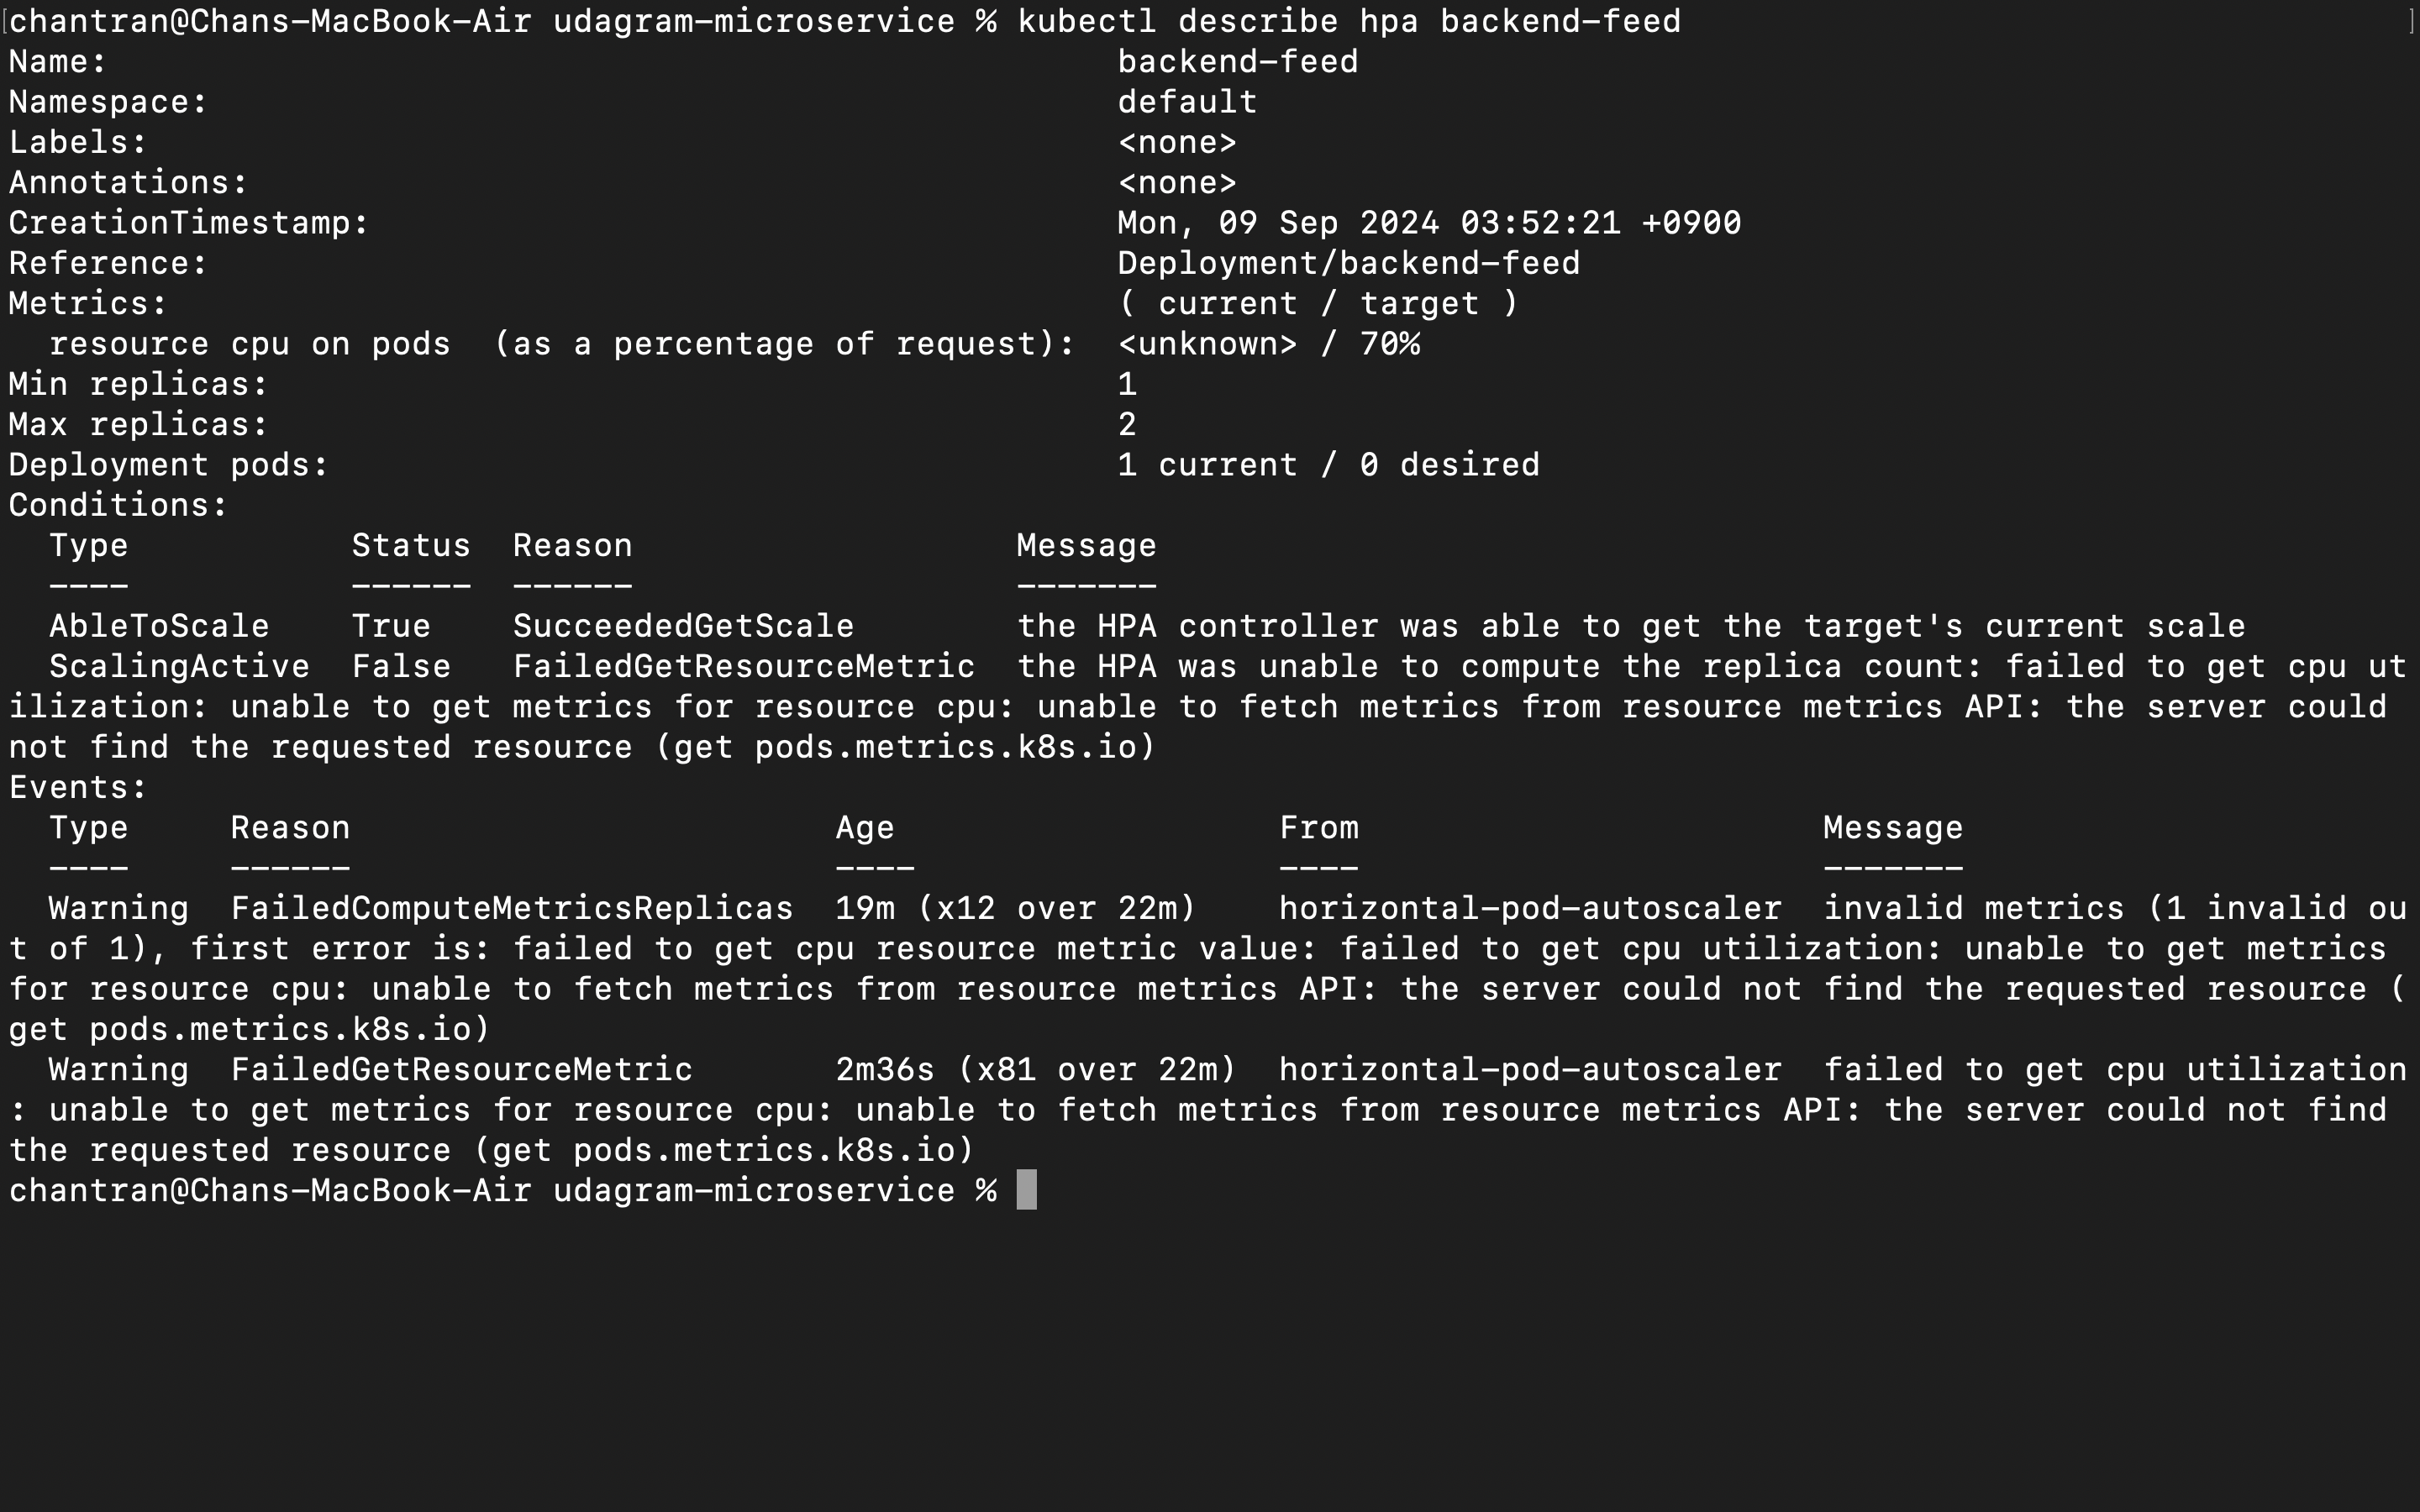 [chantran@Chans-MacBook-Air udagram-microservice % kubectl describe hpa backend-feed ]
Name: backend-feed
Namespace: default
Labels: <none>
Annotations: <none>
CreationTimestamp: Mon, 09 Sep 2024 03:52:21 +0900
Reference: Deployment/backend-feed
Metrics: ( current / target )
  resource cpu on pods  (as a percentage of request): <unknown> / 70%
Min replicas: 1
Max replicas: 2
Deployment pods: 1 current / 0 desired
Conditions:
  Type           Status  Reason                   Message
  ----           ------  ------                   -------
  AbleToScale    True    SucceededGetScale        the HPA controller was able to get the target's current scale
  ScalingActive  False   FailedGetResourceMetric  the HPA was unable to compute the replica count: failed to get cpu ut
ilization: unable to get metrics for resource cpu: unable to fetch metrics from resource metrics API: the server could
not find the requested resource (get pods.metrics.k8s.io)
Events:
  Type     Reason                        Age                   From                       Message
  ----     ------                        ----                  ----                       -------
  Warning  FailedComputeMetricsReplicas  19m (x12 over 22m)    horizontal-pod-autoscaler  invalid metrics (1 invalid ou
t of 1), first error is: failed to get cpu resource metric value: failed to get cpu utilization: unable to get metrics
for resource cpu: unable to fetch metrics from resource metrics API: the server could not find the requested resource (
get pods.metrics.k8s.io)
  Warning  FailedGetResourceMetric       2m36s (x81 over 22m)  horizontal-pod-autoscaler  failed to get cpu utilization
: unable to get metrics for resource cpu: unable to fetch metrics from resource metrics API: the server could not find
the requested resource (get pods.metrics.k8s.io)
chantran@Chans-MacBook-Air udagram-microservice %